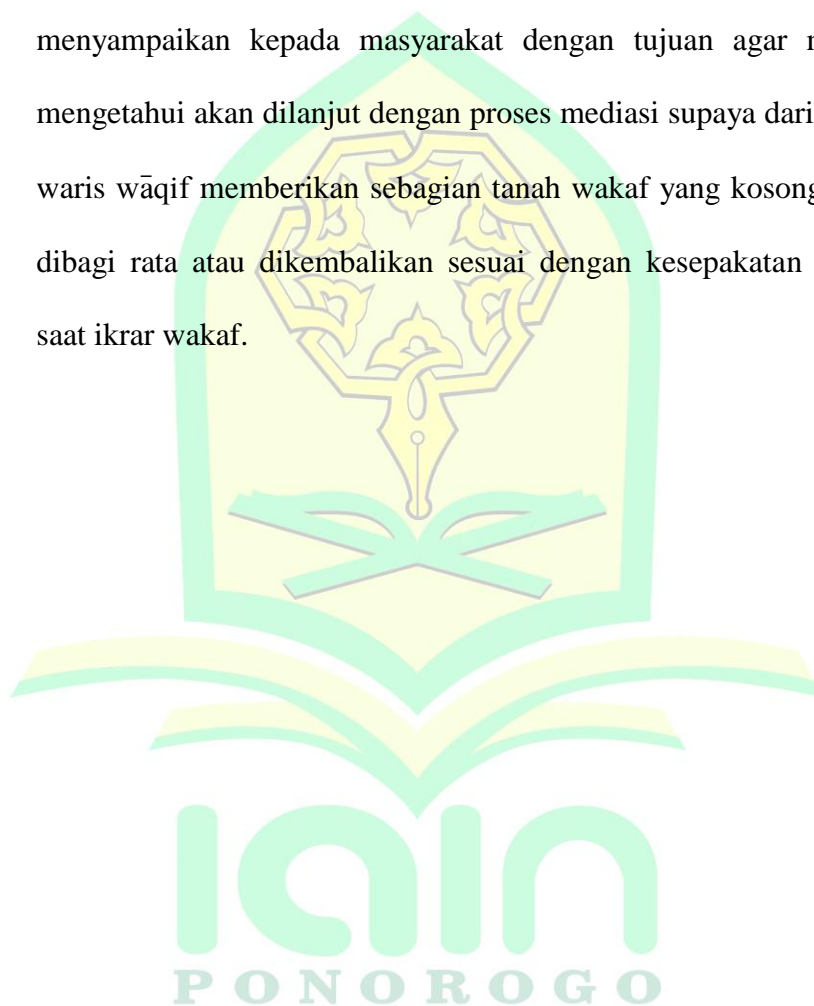 menyampaikan kepada masyarakat dengan tujuan agar
mengetahui akan dilanjut dengan proses mediasi supaya dari
waris wāqif memberikan sebagian tanah wakaf yang kosong
dibagi rata atau dikembalikan sesuai dengan kesepakatan
saat ikrar wakaf.
iain
PONOROGO